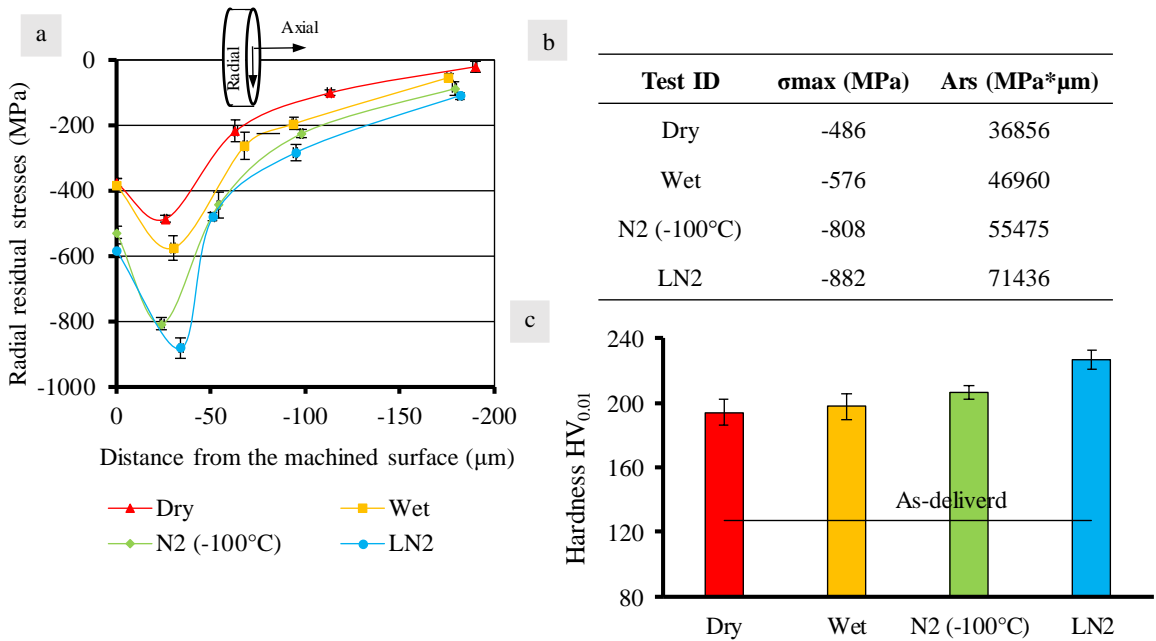 a
Axial
Radial
0
-200
-400
-600
-800
-1000
Radial residual stresses (MPa)
0
-50
-100
-150
-200
Distance from the machined surface (µm)
Dry
Wet
N2 (-100°C)
LN2
b
Test ID σmax (MPa) Ars (MPa*µm)
Dry -486 36856
Wet -576 46960
N2 (-100°C) -808 55475
LN2 -882 71436
c
240
200
160
120
80
Hardness HV0.01
As-deliverd
Dry
Wet
N2 (-100°C)
LN2